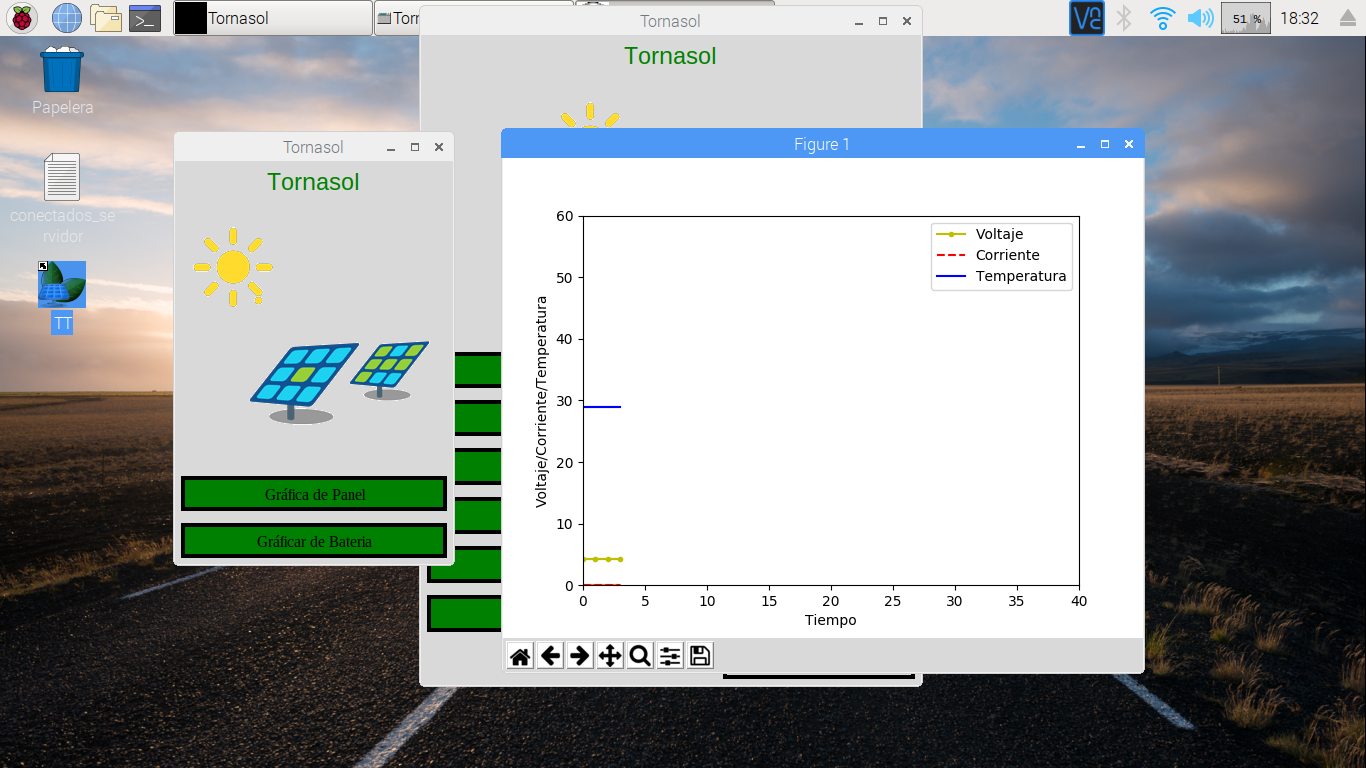 Tornasol
Torn
51 %
18:32
Papelera
conectados_se
rvidor
TT
Tornasol
Tornasol
Tornasol
Tornasol
Gráfica de Panel
Gráficar de Bateria
Figure 1
Voltaje
Corriente
Temperatura
Voltaje/Corriente/Temperatura
60
50
40
30
20
10
0
0 5 10 15 20 25 30 35 40
Tiempo